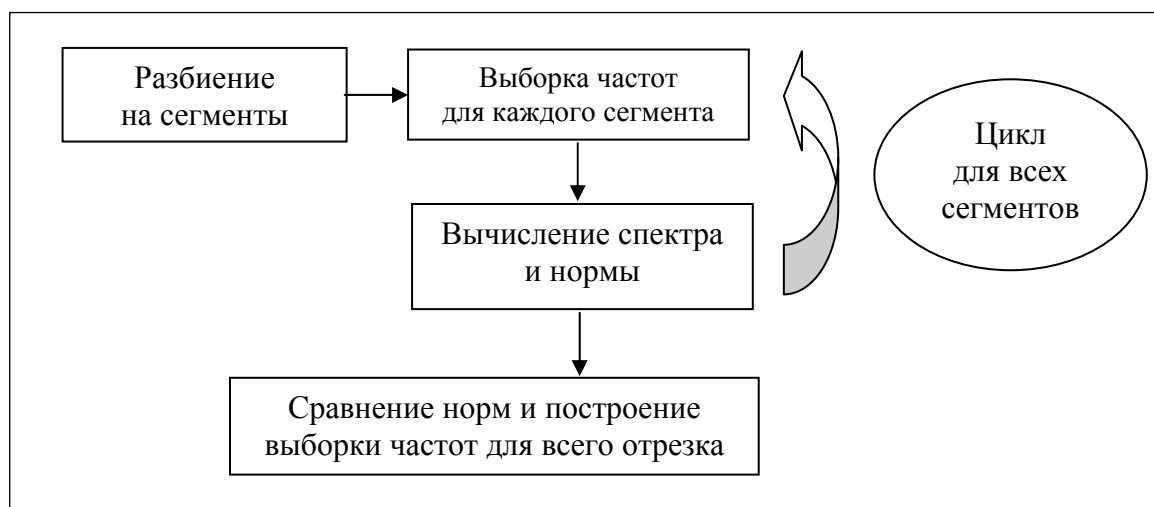 Разбиение
на сегменты
Выборка частот
для каждого сегмента
Цикл
для всех
сегментов
Вычисление спектра
и нормы
Сравнение норм и построение
выборки частот для всего отрезка